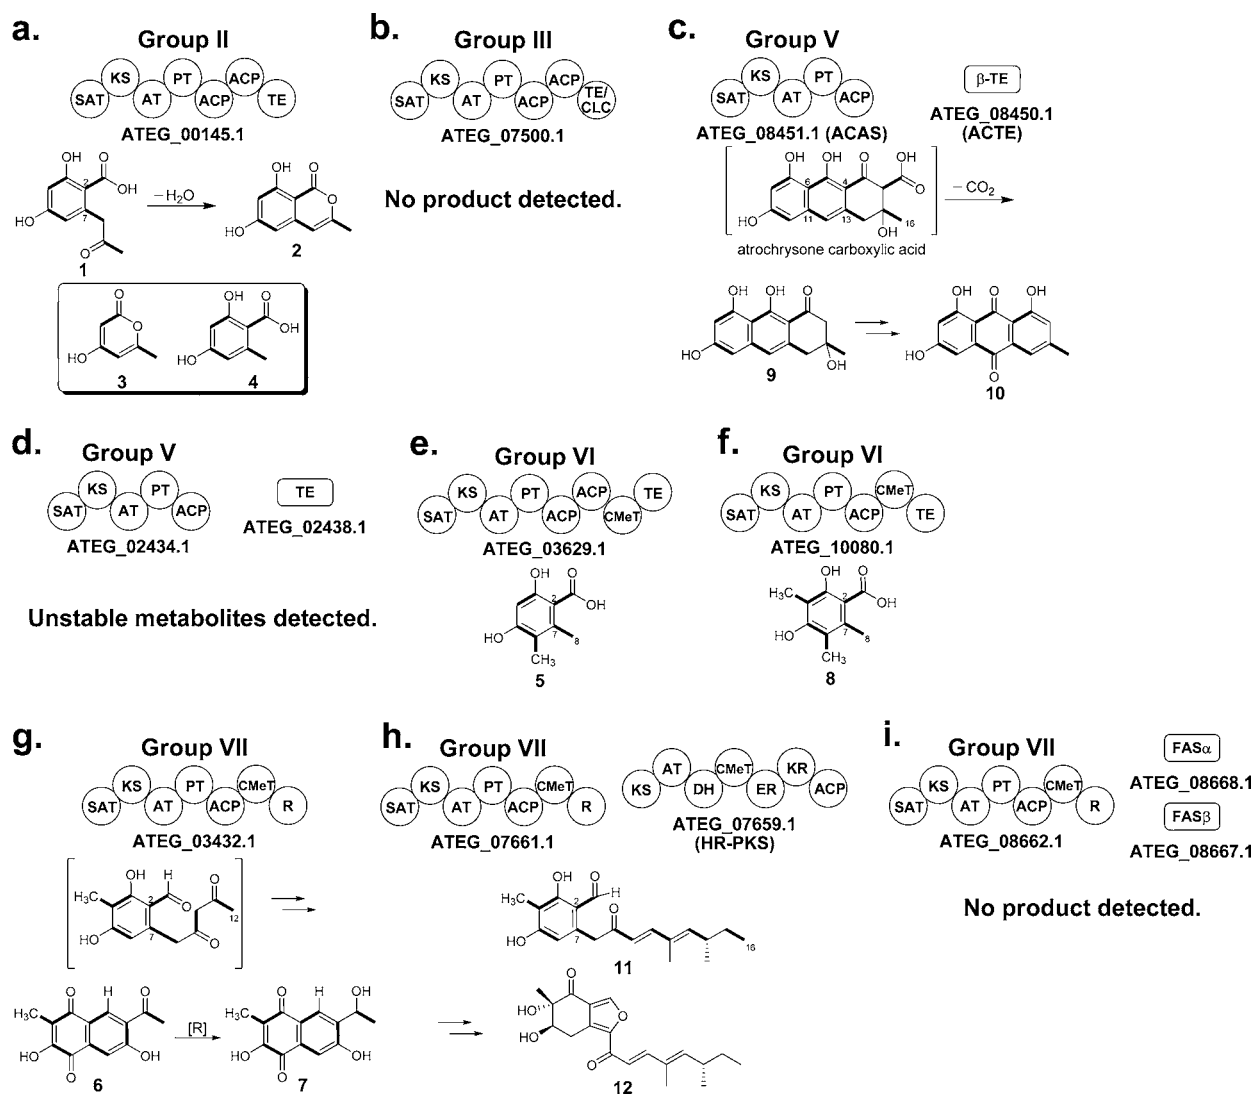 a.
Group II
SAT KS AT PT ACP ACP TE
ATEG_00145.1
OH O
2 OH
HO 7
O
1
−H₂O
OH O
O
HO
2
O
O
HO
3
OH O
OH
HO
4
b.
Group III
SAT KS AT PT ACP ACP TE/CLC
ATEG_07500.1
No product detected.
c.
Group V
SAT KS AT PT ACP
β-TE
ATEG_08451.1 (ACAS)
ATEG_08450.1
(ACTE)
OH OH O HO
6 4 O
HO 11 13 16
OH
atrochrysone carboxylic acid
−CO₂
OH OH O
HO
OH
9
OH O OH
HO
O
10
d.
Group V
SAT KS AT PT ACP
TE
ATEG_02434.1
ATEG_02438.1
Unstable metabolites detected.
e.
Group VI
SAT KS AT PT ACP ACP CMeT TE
ATEG_03629.1
OH O
2 OH
HO 7 8
CH₃
5
f.
Group VI
SAT KS AT PT ACP CMeT TE
ATEG_10080.1
OH O
H₃C 2 OH
HO 7 8
CH₃
8
g.
Group VII
SAT KS AT PT ACP CMeT R
ATEG_03432.1
OH H
H₃C 2 O O
HO 7 12
O
O H O
H₃C
HO OH
O
6
[R]
O H OH
H₃C
HO OH
O
7
h.
Group VII
SAT KS AT PT ACP CMeT R
ATEG_07661.1
KS AT DH CMeT ER KR ACP
ATEG_07659.1
(HR-PKS)
OH O
H₃C 2 H
O
HO 7 16
11
O
HO O
HO
O
12
i.
Group VII
SAT KS AT PT ACP CMeT R
ATEG_08662.1
FASα
ATEG_08668.1
FASβ
ATEG_08667.1
No product detected.